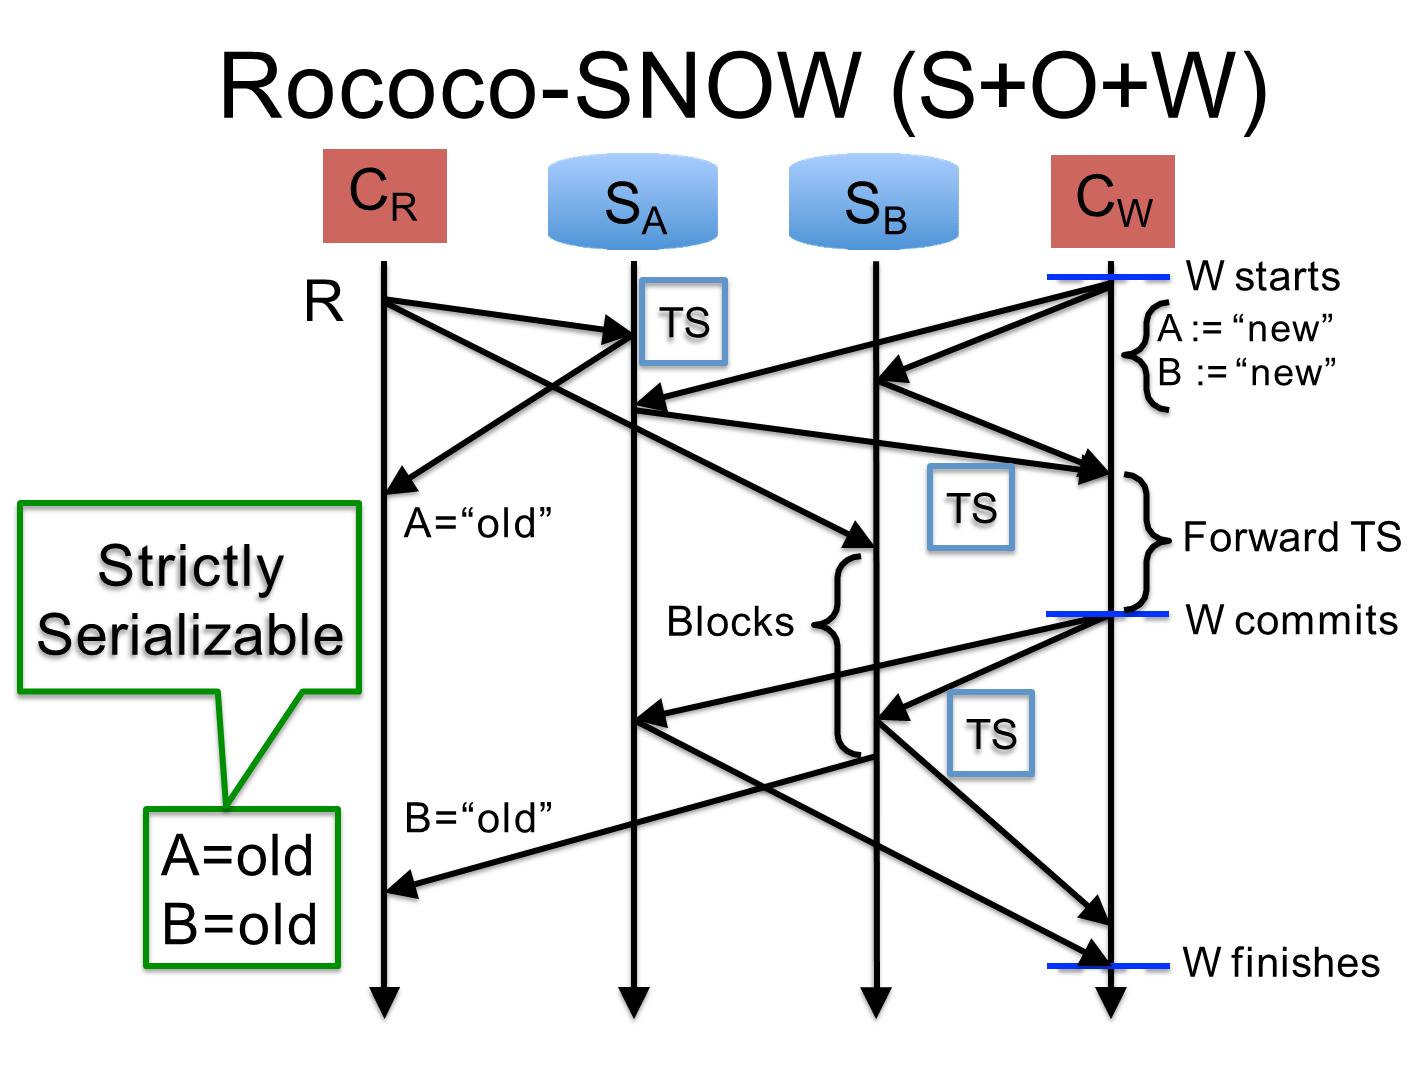 Rococo-SNOW (S+O+W)
CR
SA
SB
CW
W starts
R
TS
A := “new”
B := “new”
A=“old”
TS
Forward TS
Strictly
Serializable
Blocks
W commits
TS
B=“old”
A=old
B=old
W finishes